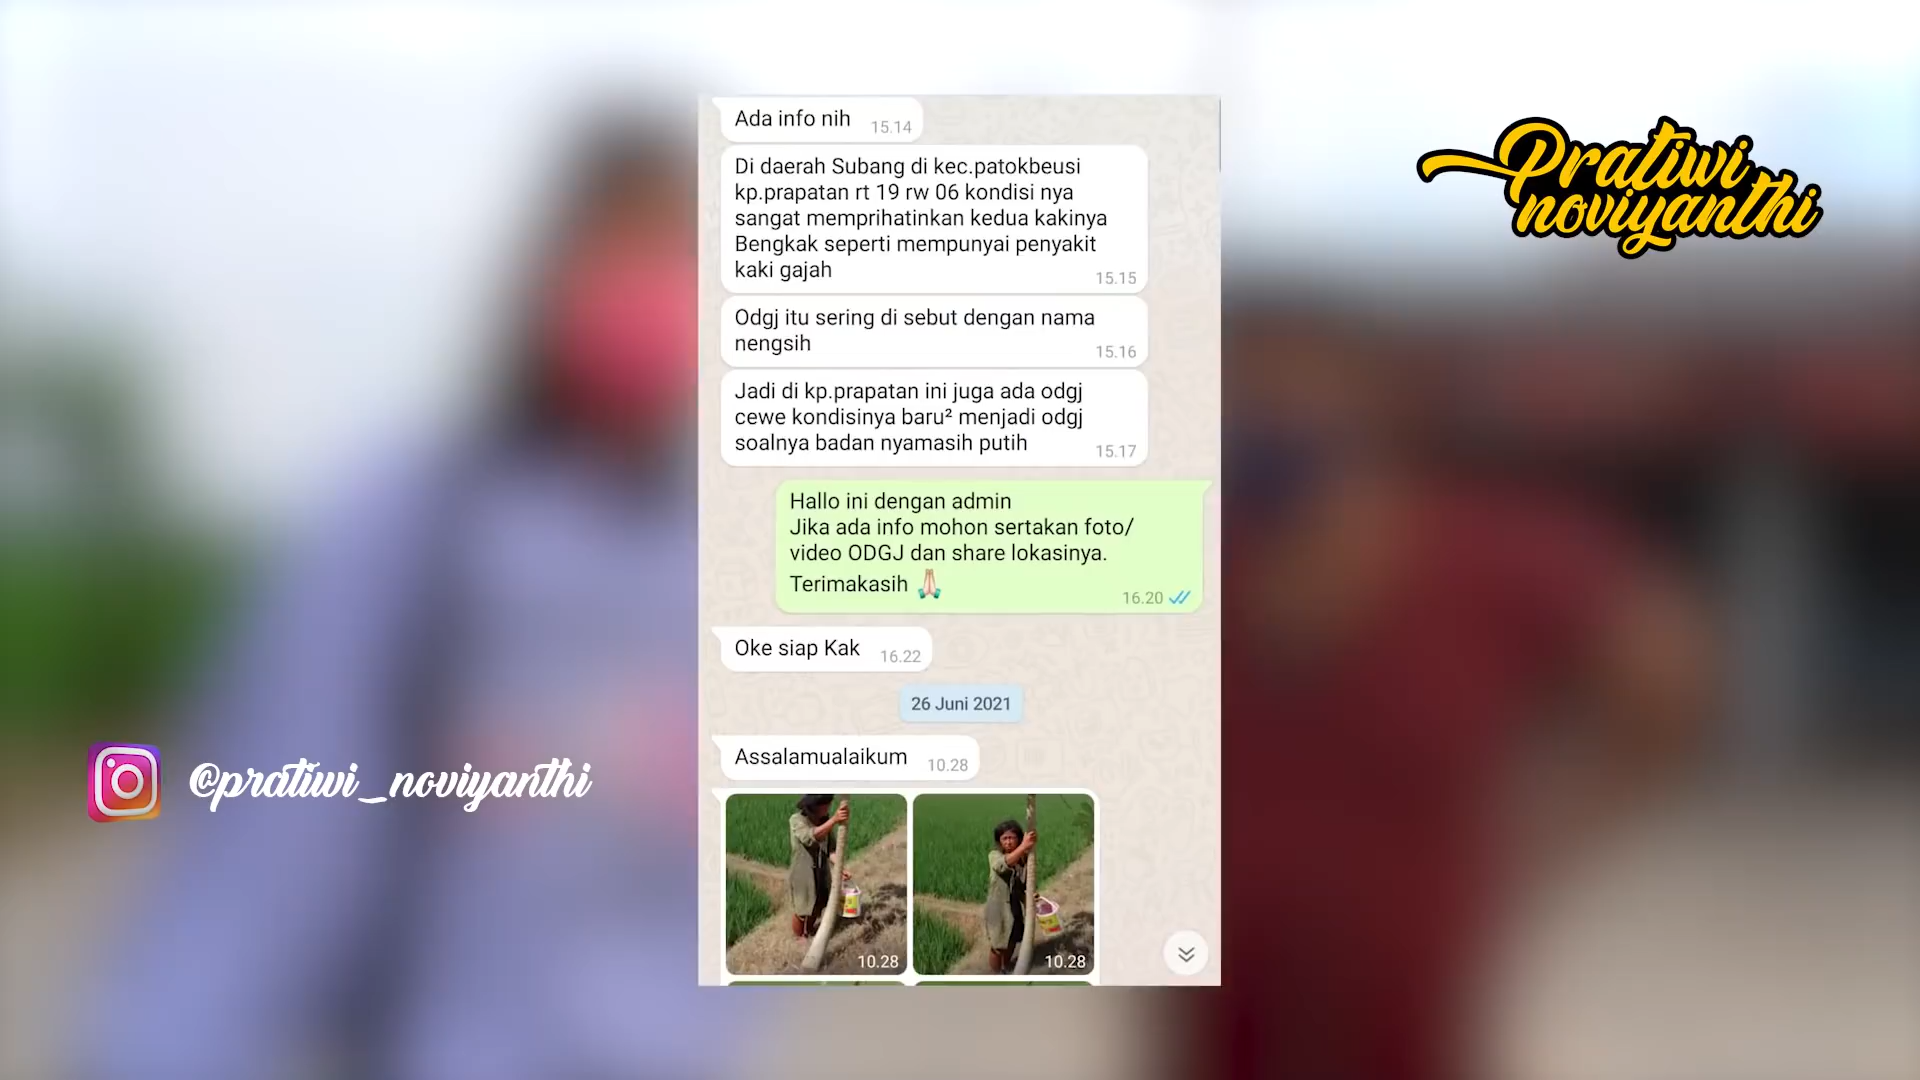 Ada info nih 15.14
Di daerah Subang di kec.patokbeusi
kp.prapatan rt 19 rw 06 kondisi nya
sangat memprihatinkan kedua kakinya
Bengkak seperti mempunyai penyakit
kaki gajah 15.15
Odgj itu sering di sebut dengan nama
nengsih 15.16
Jadi di kp.prapatan ini juga ada odgj
cewe kondisinya baru² menjadi odgj
soalnya badan nyamasih putih 15.17
Hallo ini dengan admin
Jika ada info mohon sertakan foto/
video ODGJ dan share lokasinya.
Terimakasih 🙏🏻
16.20
Oke siap Kak 16.22
26 Juni 2021
Assalamualaikum 10.28
10.28 10.28
Pratiwi
noviyanthi
@pratiwi_noviyanthi